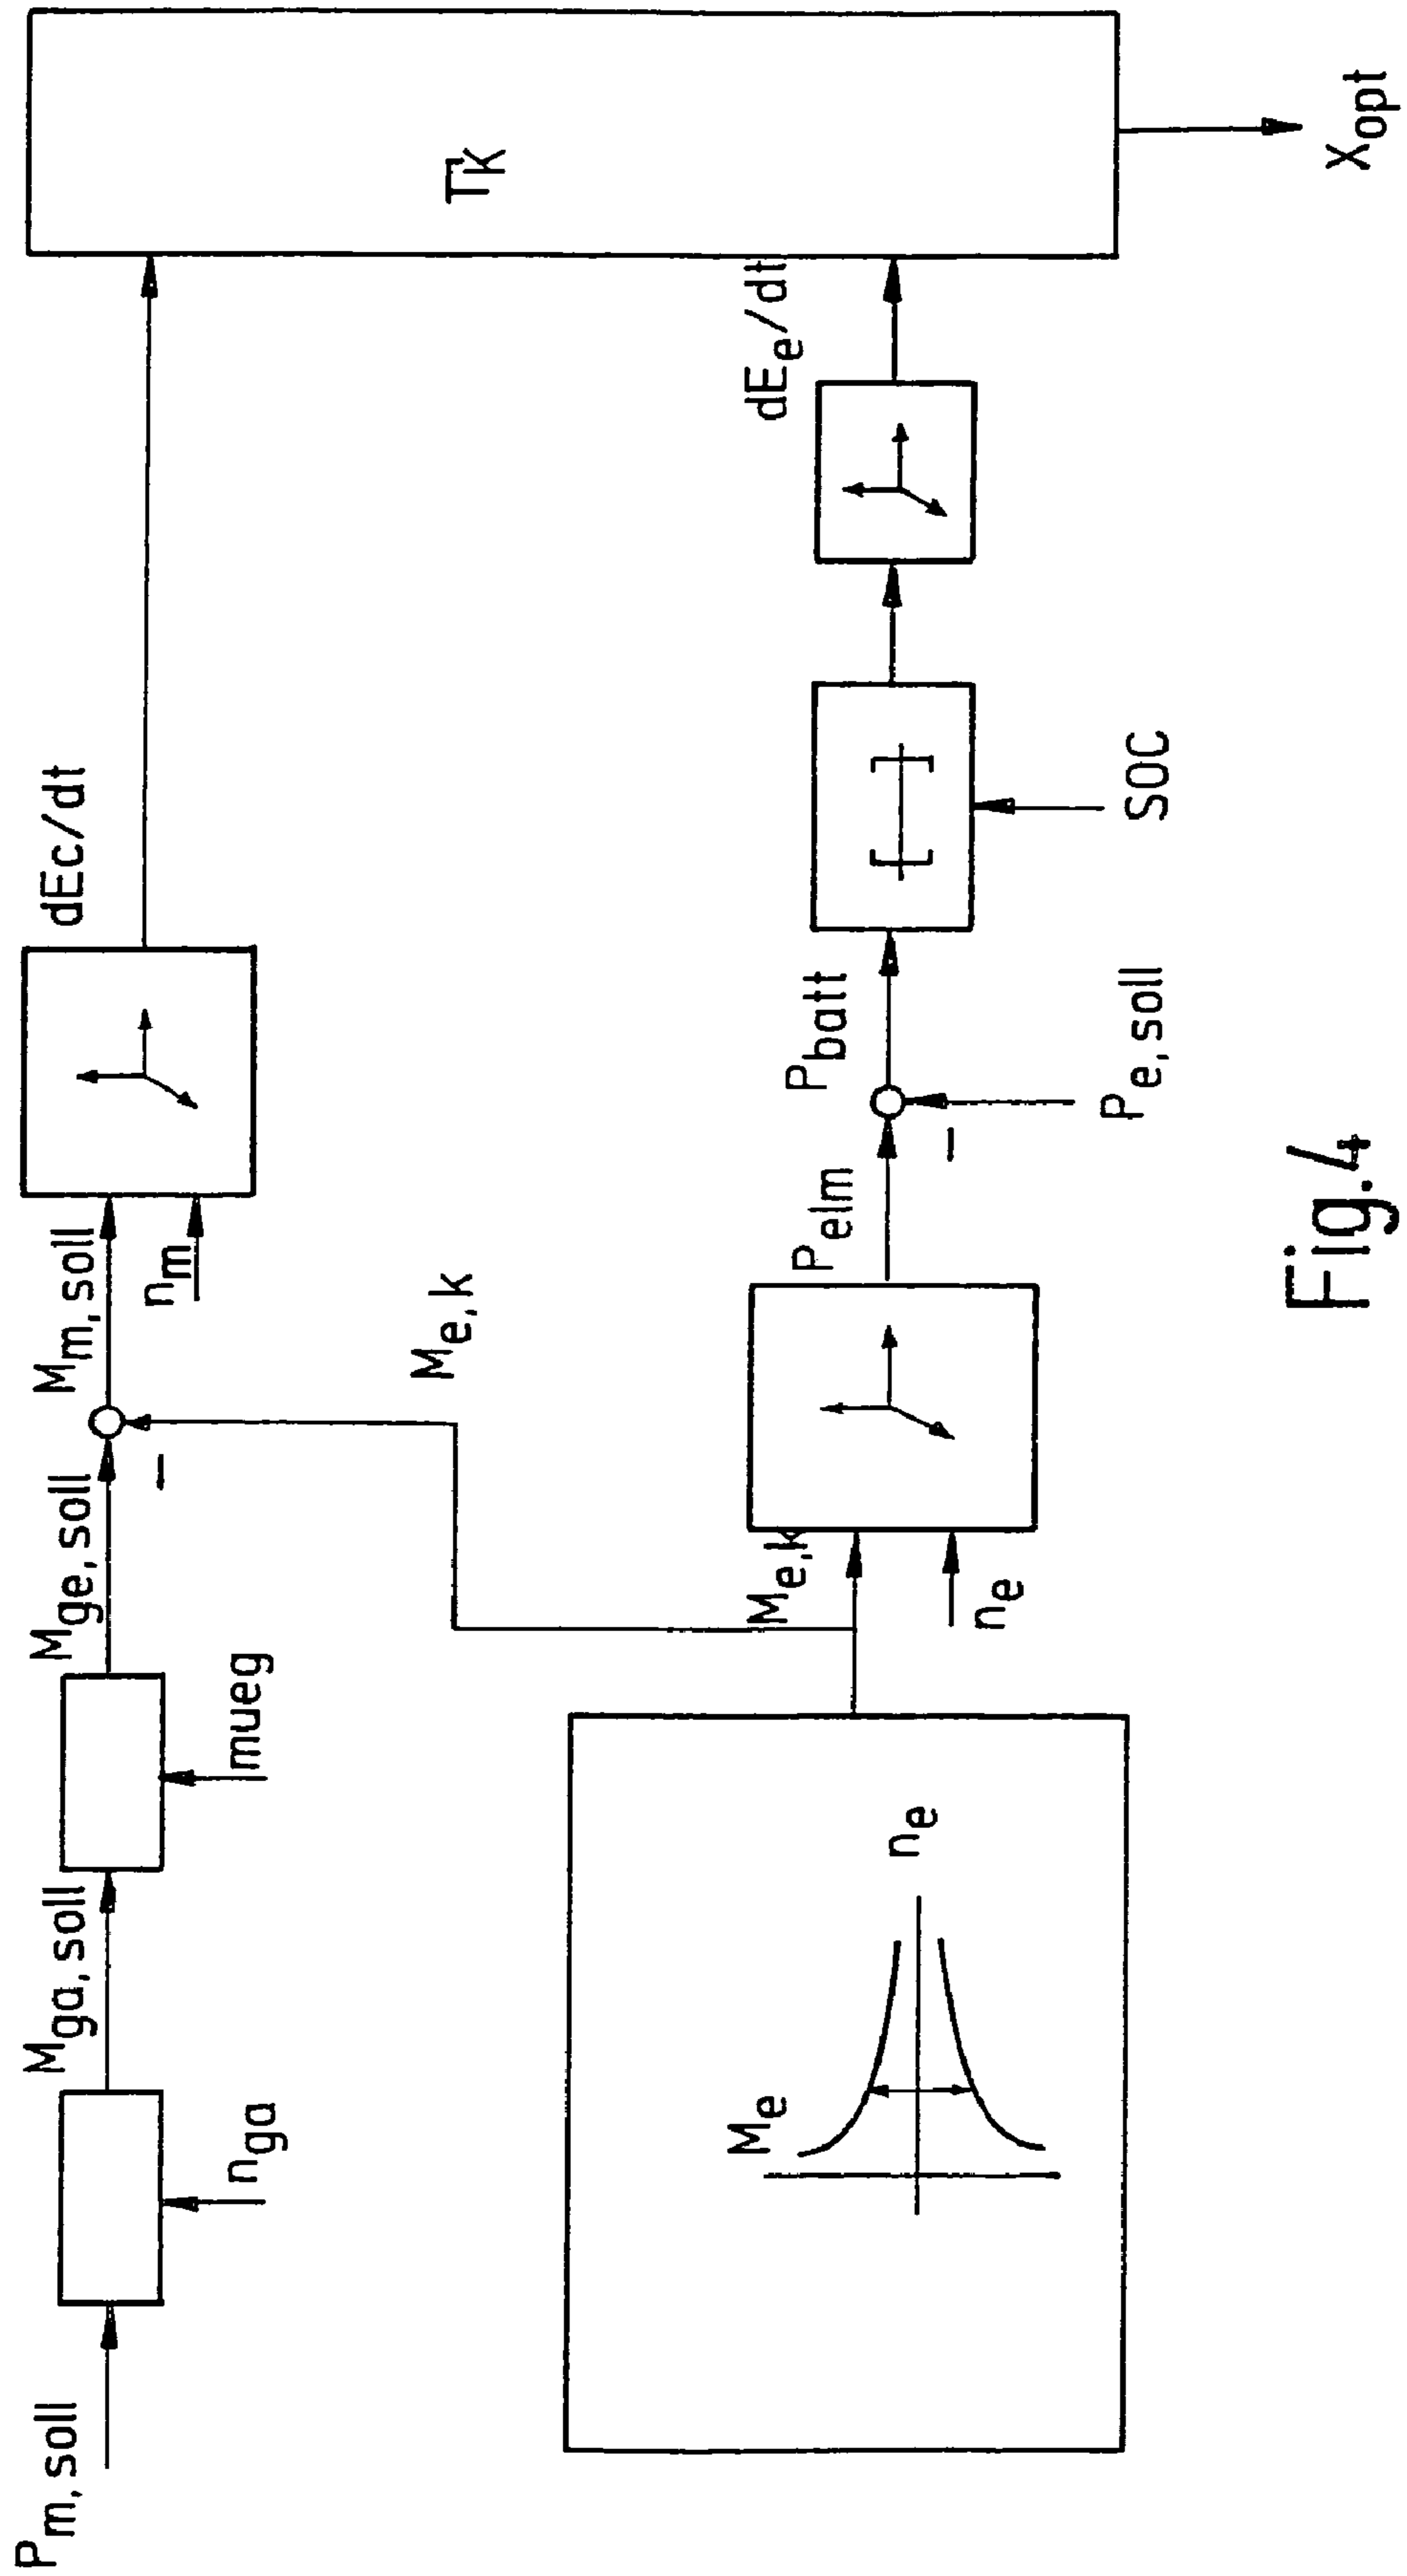 P_m,soll
n_ga
M_ga,soll
mueg
M_ge,soll
M_m,soll
n_m
dEc/dt
M_e,k
M_e
n_e
M_e,k
n_e
P_elm
P_e,soll
P_batt
SOC
dE_e/dt
T_K
X_opt
Fig.4